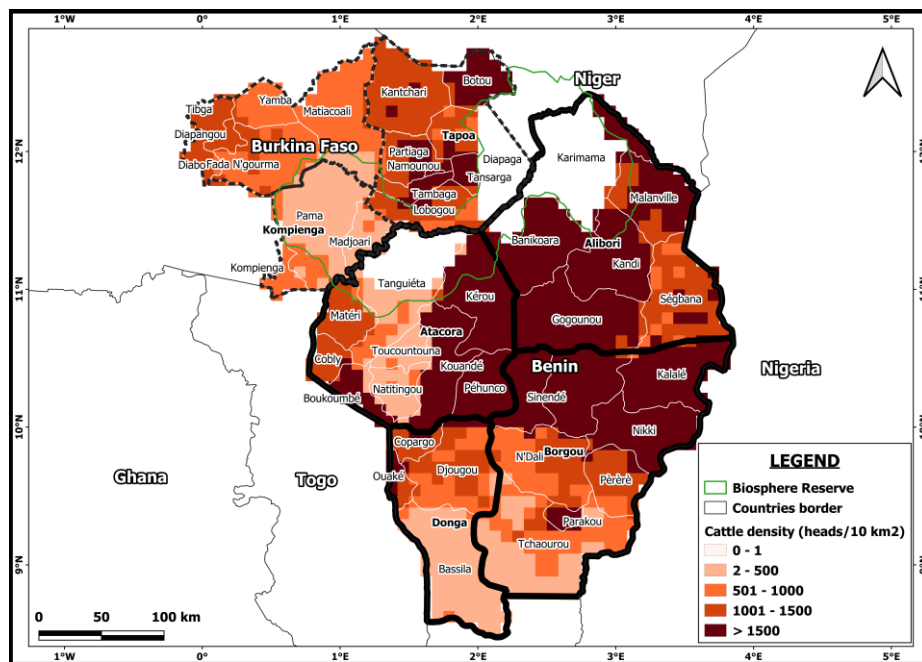 1°W 0° 1°E 2°E 3°E 4°E 5°E
Niger
Botou
Kantchari
Yamba
Matiacoali
Tibga
Diapangou
Tapoa
Burkina Faso
12°N
12°N
Partiaga
Diapaga
Karimama
Diabo
Fada N'gourma
Namounou
Tansarga
Tambaga
Lobogou
Malanville
Pama
Kompienga
Madjoari
Banikoara
Alibori
Kandi
Kompienga
Tanguiéta
Kérou
Ségbana
11°N
Matéri
Gogounou
Atacora
Cobly
Toucountouna
Kouandé
Benin
Kalalé
Nigeria
Natitingou
Péhunco
Boukoumbé
Sinendé
10°N
Copargo
Nikki
N'Dali
Borgou
Ouaké
Djougou
Pèrèrè
Ghana
Togo
Donga
Parakou
Tchaourou
9°N
Bassila
LEGEND
Biosphere Reserve
Countries border
Cattle density (heads/10 km2)
0 - 1
2 - 500
501 - 1000
1001 - 1500
> 1500
0 50 100 km
1°W 0° 1°E 2°E 3°E 4°E 5°E